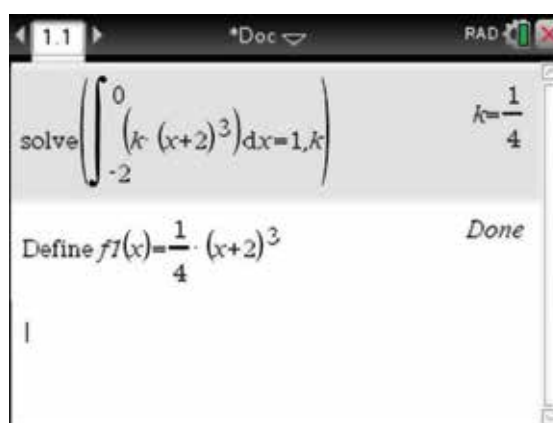 1.1 *Doc RAD
solve(∫_{-2}^{0} (k·(x+2)^3)dx=1,k) k=1/4
Define f1(x)=1/4·(x+2)^3 Done